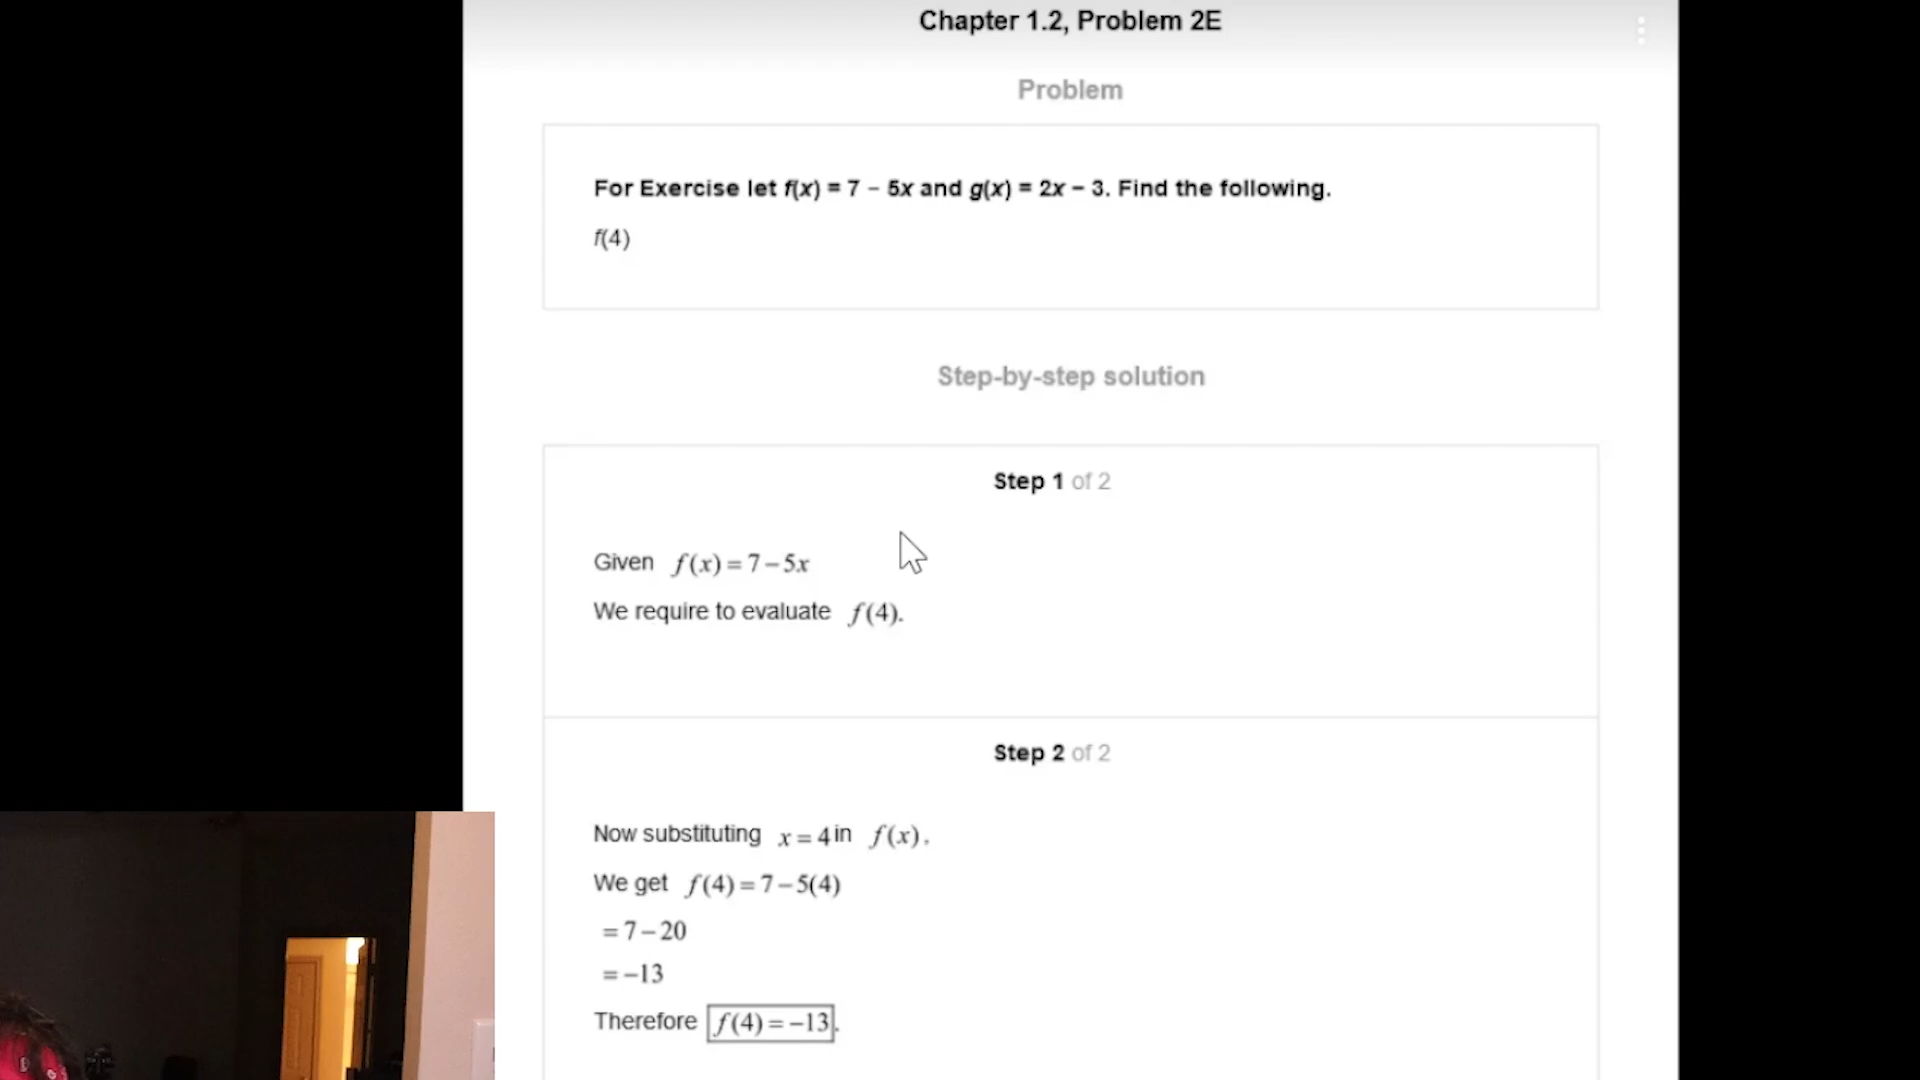 Chapter 1.2, Problem 2E
Problem
For Exercise let f(x) = 7 − 5x and g(x) = 2x − 3. Find the following.
f(4)
Step-by-step solution
Step 1 of 2
Given f(x) = 7 − 5x
We require to evaluate f(4).
Step 2 of 2
Now substituting x = 4 in f(x),
We get f(4) = 7 − 5(4)
= 7 − 20
= −13
Therefore f(4) = −13.